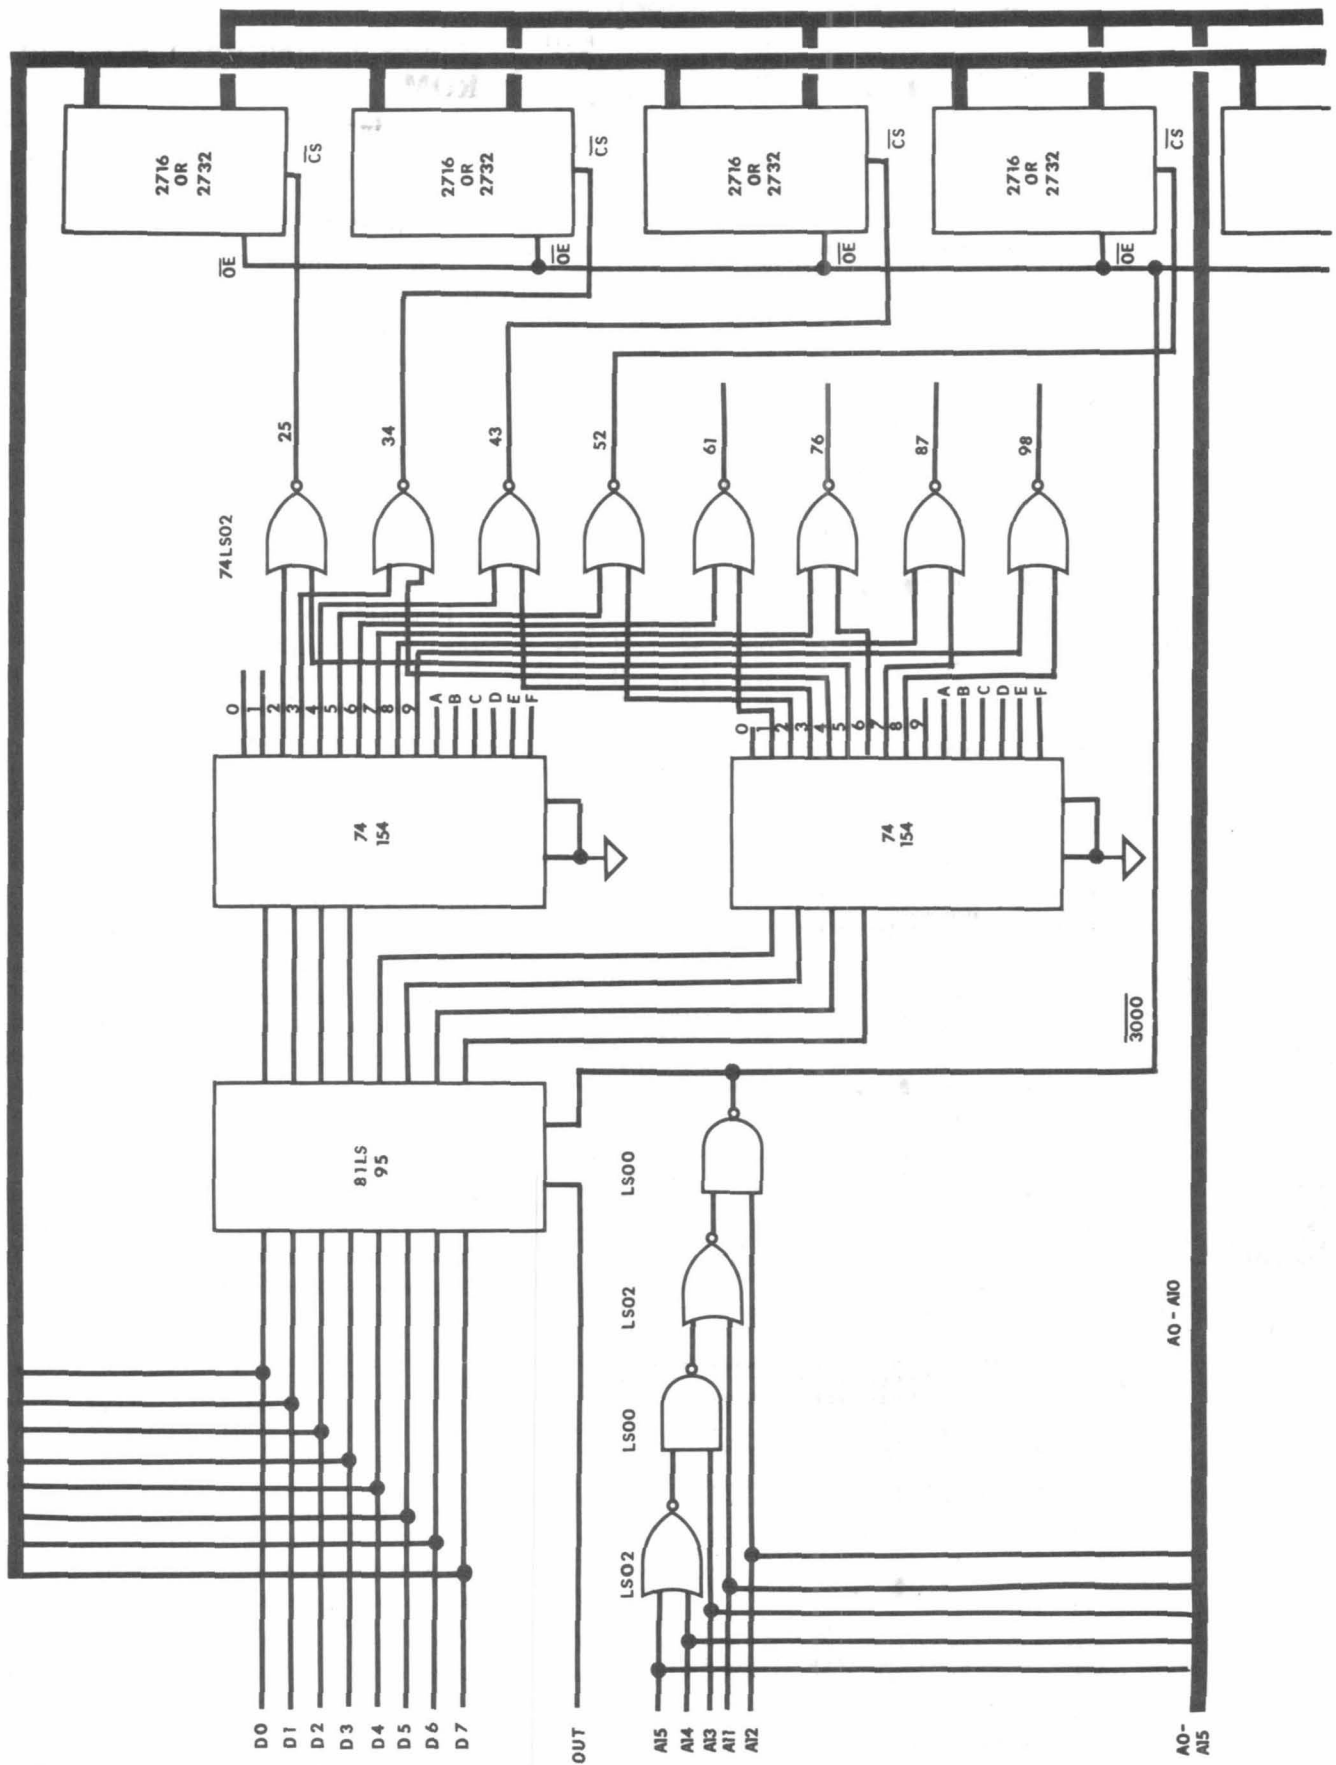 2716
OR
2732
2716
OR
2732
2716
OR
2732
2716
OR
2732
CS
CS
CS
CS
OE
OE
OE
OE
25
34
43
52
61
76
87
98
74LS02
0
1
2
3
4
5
6
7
8
9
A
B
C
D
E
F
0
1
2
3
4
5
6
7
8
9
A
B
C
D
E
F
74
154
74
154
3000
81LS
95
LS00
LS02
LS00
LS02
A0 - A10
D0
D1
D2
D3
D4
D5
D6
D7
OUT
A15
A14
A13
A11
A12
A0-
A15